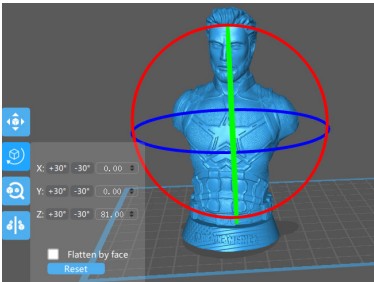 X: +30° -30° 0,00
Y: +30° -30° 0,00
Z: +30° -30° 81,00
Flatten by face
Reset